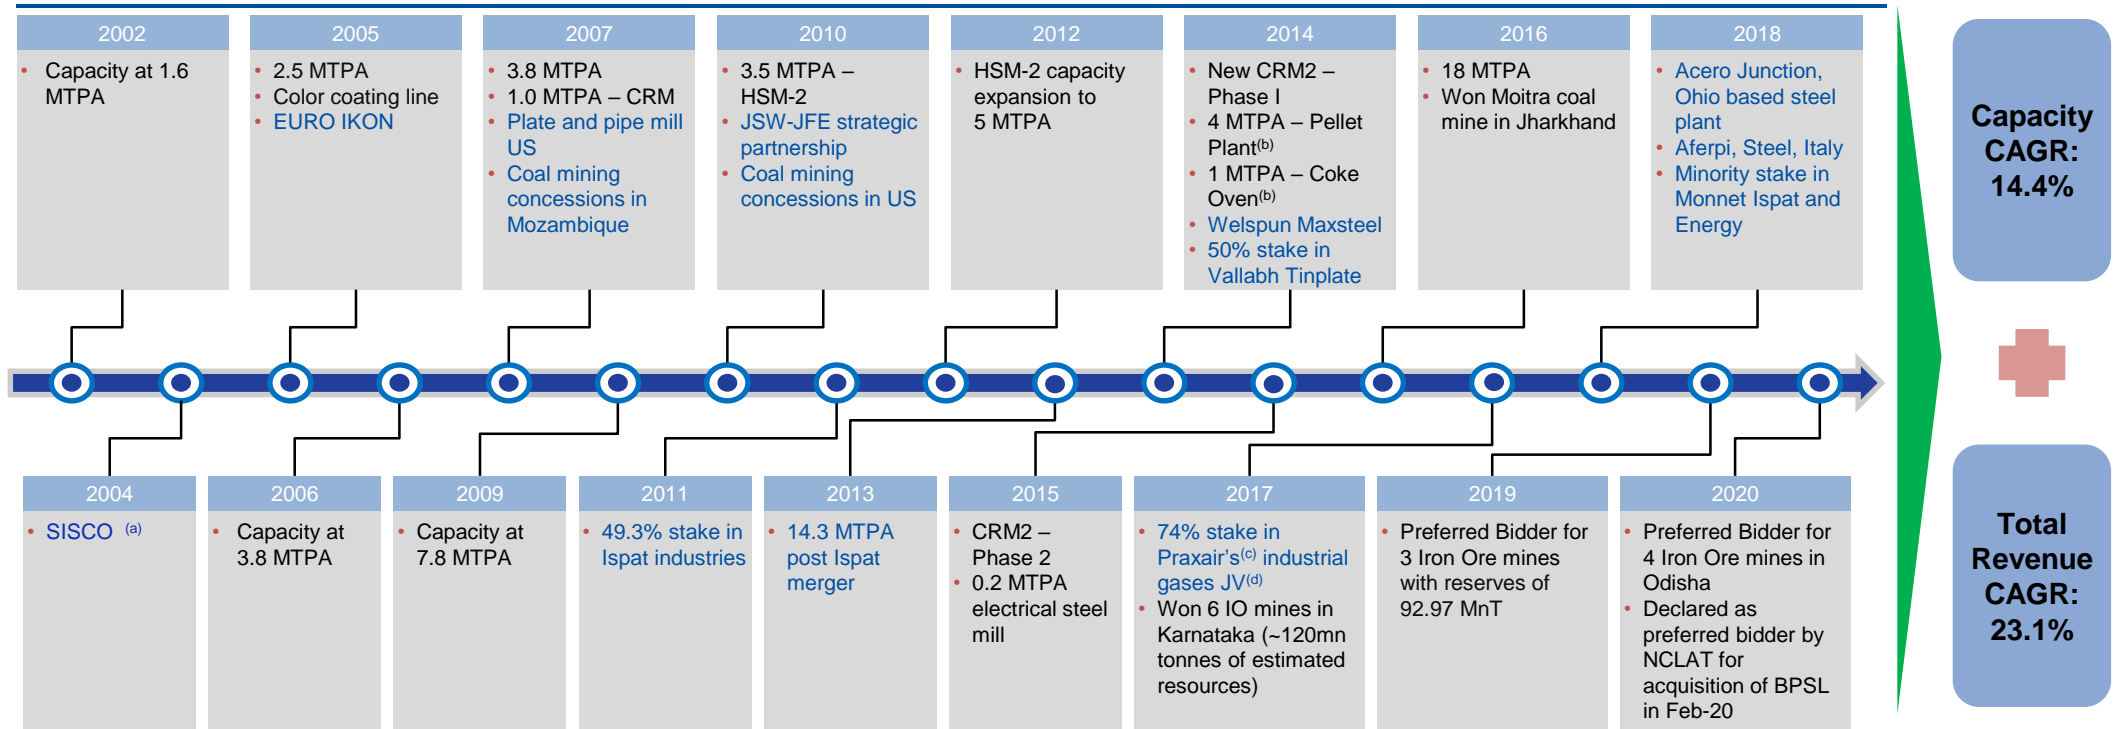 2002
Capacity at 1.6
MTPA
2005
• 2.5 MTPA
• Color coating line
• EURO IKON
2007
• 3.8 MTPA
• 1.0 MTPA – CRM
• Plate and pipe mill
US
• Coal mining
concessions in
Mozambique
2010
• 3.5 MTPA –
HSM-2
• JSW-JFE strategic
partnership
• Coal mining
concessions in US
2012
• HSM-2 capacity
expansion to
5 MTPA
2014
• New CRM2 –
Phase I
• 4 MTPA – Pellet
Plant(b)
• 1 MTPA – Coke
Oven(b)
• Welspun Maxsteel
• 50% stake in
Vallabh Tinplate
2016
• 18 MTPA
• Won Moitra coal
mine in Jharkhand
2018
• Acero Junction,
Ohio based steel
plant
• Aferpi, Steel, Italy
• Minority stake in
Monnet Ispat and
Energy
2004
• SISCO (a)
2006
• Capacity at
3.8 MTPA
2009
• Capacity at
7.8 MTPA
2011
• 49.3% stake in
Ispat industries
2013
• 14.3 MTPA
post Ispat
merger
2015
• CRM2 –
Phase 2
• 0.2 MTPA
electrical steel
mill
2017
• 74% stake in
Praxair's(c) industrial
gases JV(d)
• Won 6 IO mines in
Karnataka (~120mn
tonnes of estimated
resources)
2019
• Preferred Bidder for
3 Iron Ore mines
with reserves of
92.97 MnT
2020
• Preferred Bidder for
4 Iron Ore mines in
Odisha
• Declared as
preferred bidder by
NCLAT for
acquisition of BPSL
in Feb-20
Capacity
CAGR:
14.4%
Total
Revenue
CAGR:
23.1%